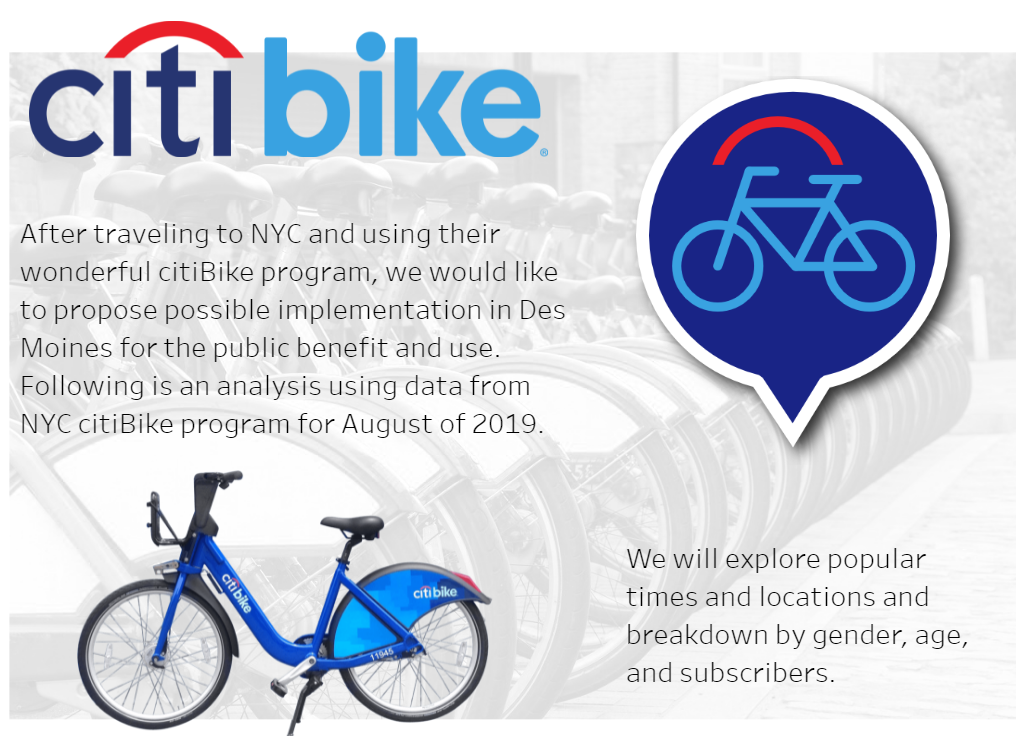 citi bike®
After traveling to NYC and using their
wonderful citiBike program, we would like
to propose possible implementation in Des
Moines for the public benefit and use.
Following is an analysis using data from
NYC citiBike program for August of 2019.
We will explore popular
times and locations and
breakdown by gender, age,
and subscribers.
citi bike
citi bike
11945